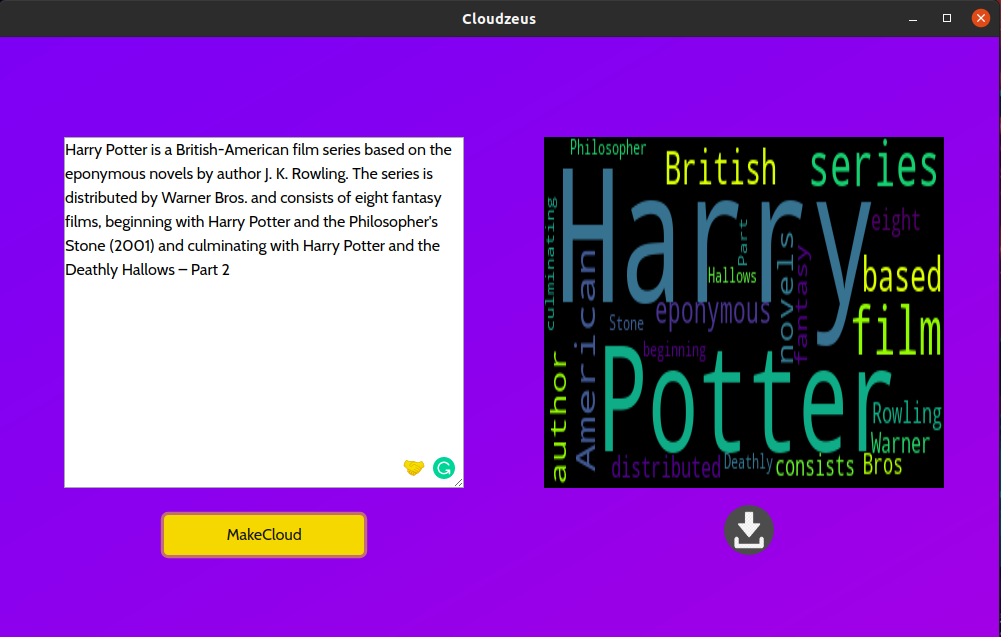 Cloudzeus
Harry Potter is a British-American film series based on the
eponymous novels by author J. K. Rowling. The series is
distributed by Warner Bros. and consists of eight fantasy
films, beginning with Harry Potter and the Philosopher's
Stone (2001) and culminating with Harry Potter and the
Deathly Hallows – Part 2
MakeCloud
Philosopher
British
series
culminating
Harry
eight
Part
Hallows
American
novels
fantasy
based
eponymous
Stone
film
beginning
author
Potter
Rowling
Warner
distributed
Deathly
consists
Bros